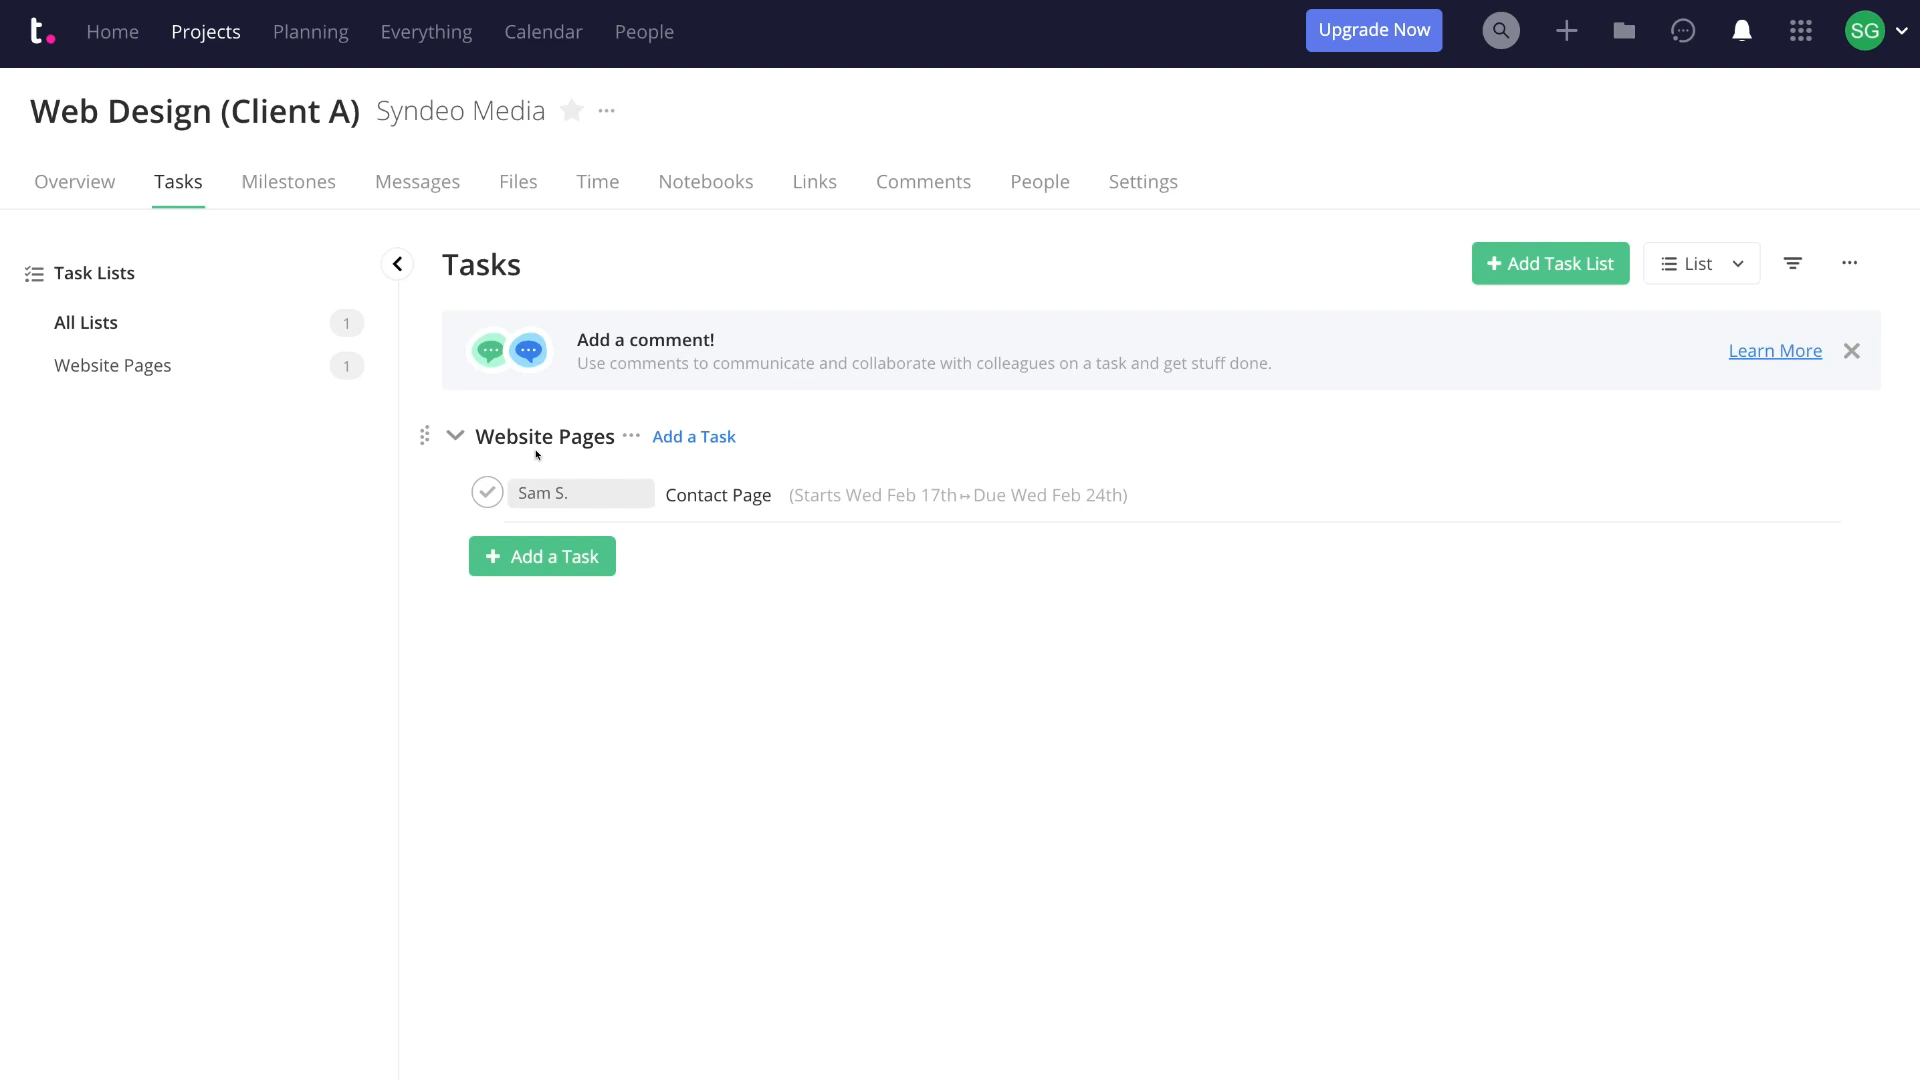 t.
Home Projects Planning Everything Calendar People Upgrade Now SG
Web Design (Client A) Syndeo Media
Overview Tasks Milestones Messages Files Time Notebooks Links Comments People Settings
Task Lists
All Lists 1
Website Pages 1
Tasks
+ Add Task List
List
Add a comment!
Use comments to communicate and collaborate with colleagues on a task and get stuff done.
Learn More
Website Pages ··· Add a Task
Sam S. Contact Page (Starts Wed Feb 17th ↦ Due Wed Feb 24th)
+ Add a Task